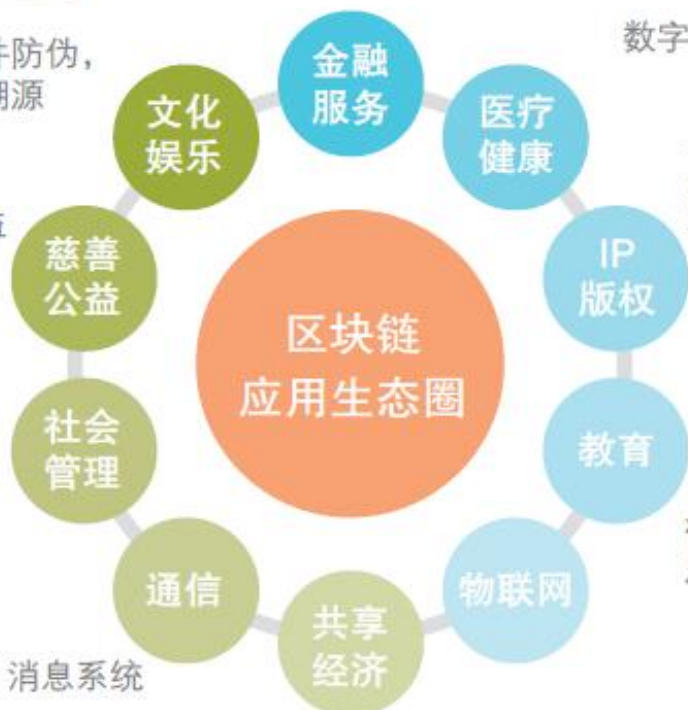 数字
件防伪，
溯源
金融
服务
文化
娱乐
医疗
健康
慈善
公益
IP
版权
区块链
应用生态圈
社会
管理
教育
通信
物联网
共享
经济
消息系统